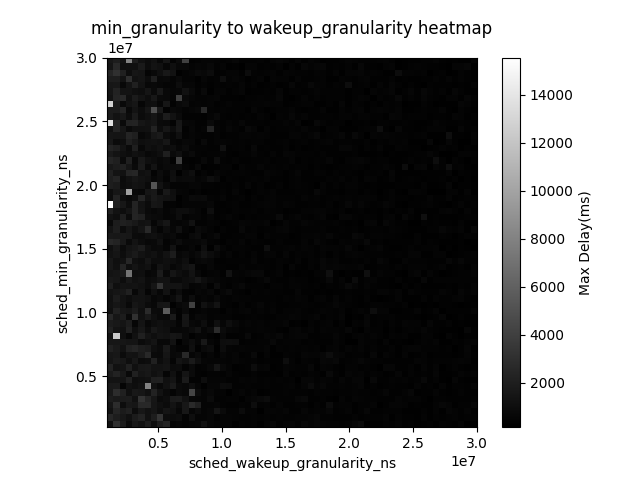 min_granularity to wakeup_granularity heatmap
1e7
3.0
2.5
2.0
1.5
1.0
0.5
sched_min_granularity_ns
0.5 1.0 1.5 2.0 2.5 3.0
sched_wakeup_granularity_ns
1e7
14000
12000
10000
8000
6000
4000
2000
Max Delay(ms)